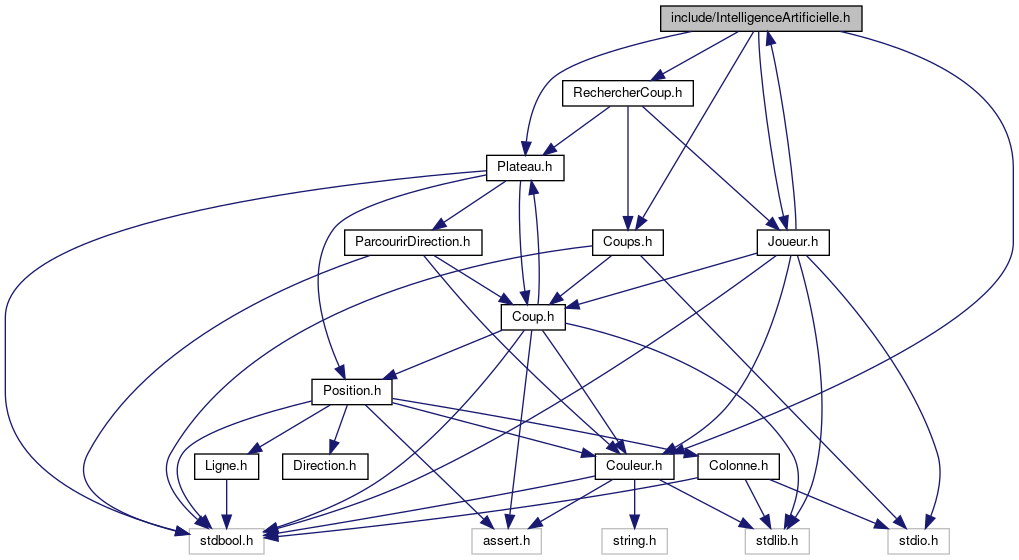 include/IntelligenceArtificielle.h
RechercherCoup.h
Plateau.h
ParcourirDirection.h
Coups.h
Joueur.h
Coup.h
Position.h
Ligne.h
Direction.h
Couleur.h
Colonne.h
stdbool.h
assert.h
string.h
stdlib.h
stdio.h